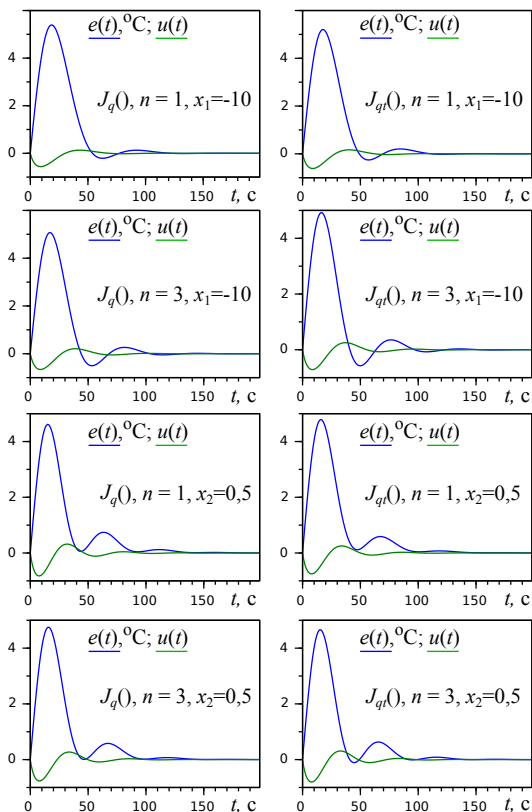 e(t),°C; u(t)
J_q(), n = 1, x_1=-10
4
2
0
0 50 100 150
t, с
e(t),°C; u(t)
J_qt(), n = 1, x_1=-10
4
2
0
0 50 100 150
t, с
e(t),°C; u(t)
J_q(), n = 3, x_1=-10
4
2
0
0 50 100 150
t, с
e(t),°C; u(t)
J_qt(), n = 3, x_1=-10
4
2
0
0 50 100 150
t, с
e(t),°C; u(t)
4
J_q(), n = 1, x_2=0,5
2
0
0 50 100 150
t, с
e(t),°C; u(t)
4
J_qt(), n = 1, x_2=0,5
2
0
0 50 100 150
t, с
e(t),°C; u(t)
4
J_q(), n = 3, x_2=0,5
2
0
0 50 100 150
t, с
e(t),°C; u(t)
4
J_qt(), n = 3, x_2=0,5
2
0
0 50 100 150
t, с